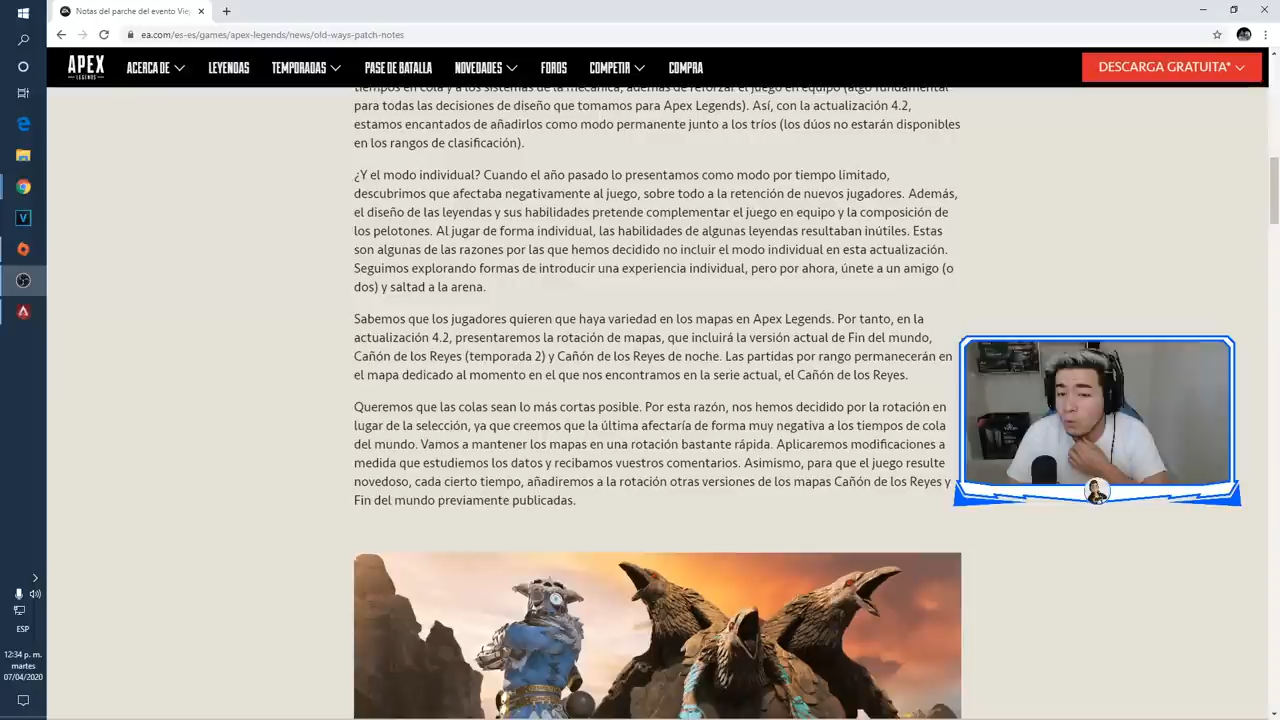 Notas del parche del evento Vie
ea.com/es-es/games/apex-legends/news/old-ways-patch-notes
APEX
LEGENDS
ACERCA DE
LEYENDAS
TEMPORADAS
PASE DE BATALLA
NOVEDADES
FOROS
COMPETIR
COMPRA
DESCARGA GRATUITA*
tiempos en cola y a los sistemas de la mecánica, además de reforzar el juego en equipo (algo fundamental
para todas las decisiones de diseño que tomamos para Apex Legends). Así, con la actualización 4.2,
estamos encantados de añadirlos como modo permanente junto a los tríos (los dúos no estarán disponibles
en los rangos de clasificación).
¿Y el modo individual? Cuando el año pasado lo presentamos como modo por tiempo limitado,
descubrimos que afectaba negativamente al juego, sobre todo a la retención de nuevos jugadores. Además,
el diseño de las leyendas y sus habilidades pretende complementar el juego en equipo y la composición de
los pelotones. Al jugar de forma individual, las habilidades de algunas leyendas resultaban inútiles. Estas
son algunas de las razones por las que hemos decidido no incluir el modo individual en esta actualización.
Seguimos explorando formas de introducir una experiencia individual, pero por ahora, únete a un amigo (o
dos) y saltad a la arena.
Sabemos que los jugadores quieren que haya variedad en los mapas en Apex Legends. Por tanto, en la
actualización 4.2, presentaremos la rotación de mapas, que incluirá la versión actual de Fin del mundo,
Cañón de los Reyes (temporada 2) y Cañón de los Reyes de noche. Las partidas por rango permanecerán en
el mapa dedicado al momento en el que nos encontramos en la serie actual, el Cañón de los Reyes.
Queremos que las colas sean lo más cortas posible. Por esta razón, nos hemos decidido por la rotación en
lugar de la selección, ya que creemos que la última afectaría de forma muy negativa a los tiempos de cola
del mundo. Vamos a mantener los mapas en una rotación bastante rápida. Aplicaremos modificaciones a
medida que estudiemos los datos y recibamos vuestros comentarios. Asimismo, para que el juego resulte
novedoso, cada cierto tiempo, añadiremos a la rotación otras versiones de los mapas Cañón de los Reyes y
Fin del mundo previamente publicadas.
ESP
12:34 p. m.
martes
07/04/2020